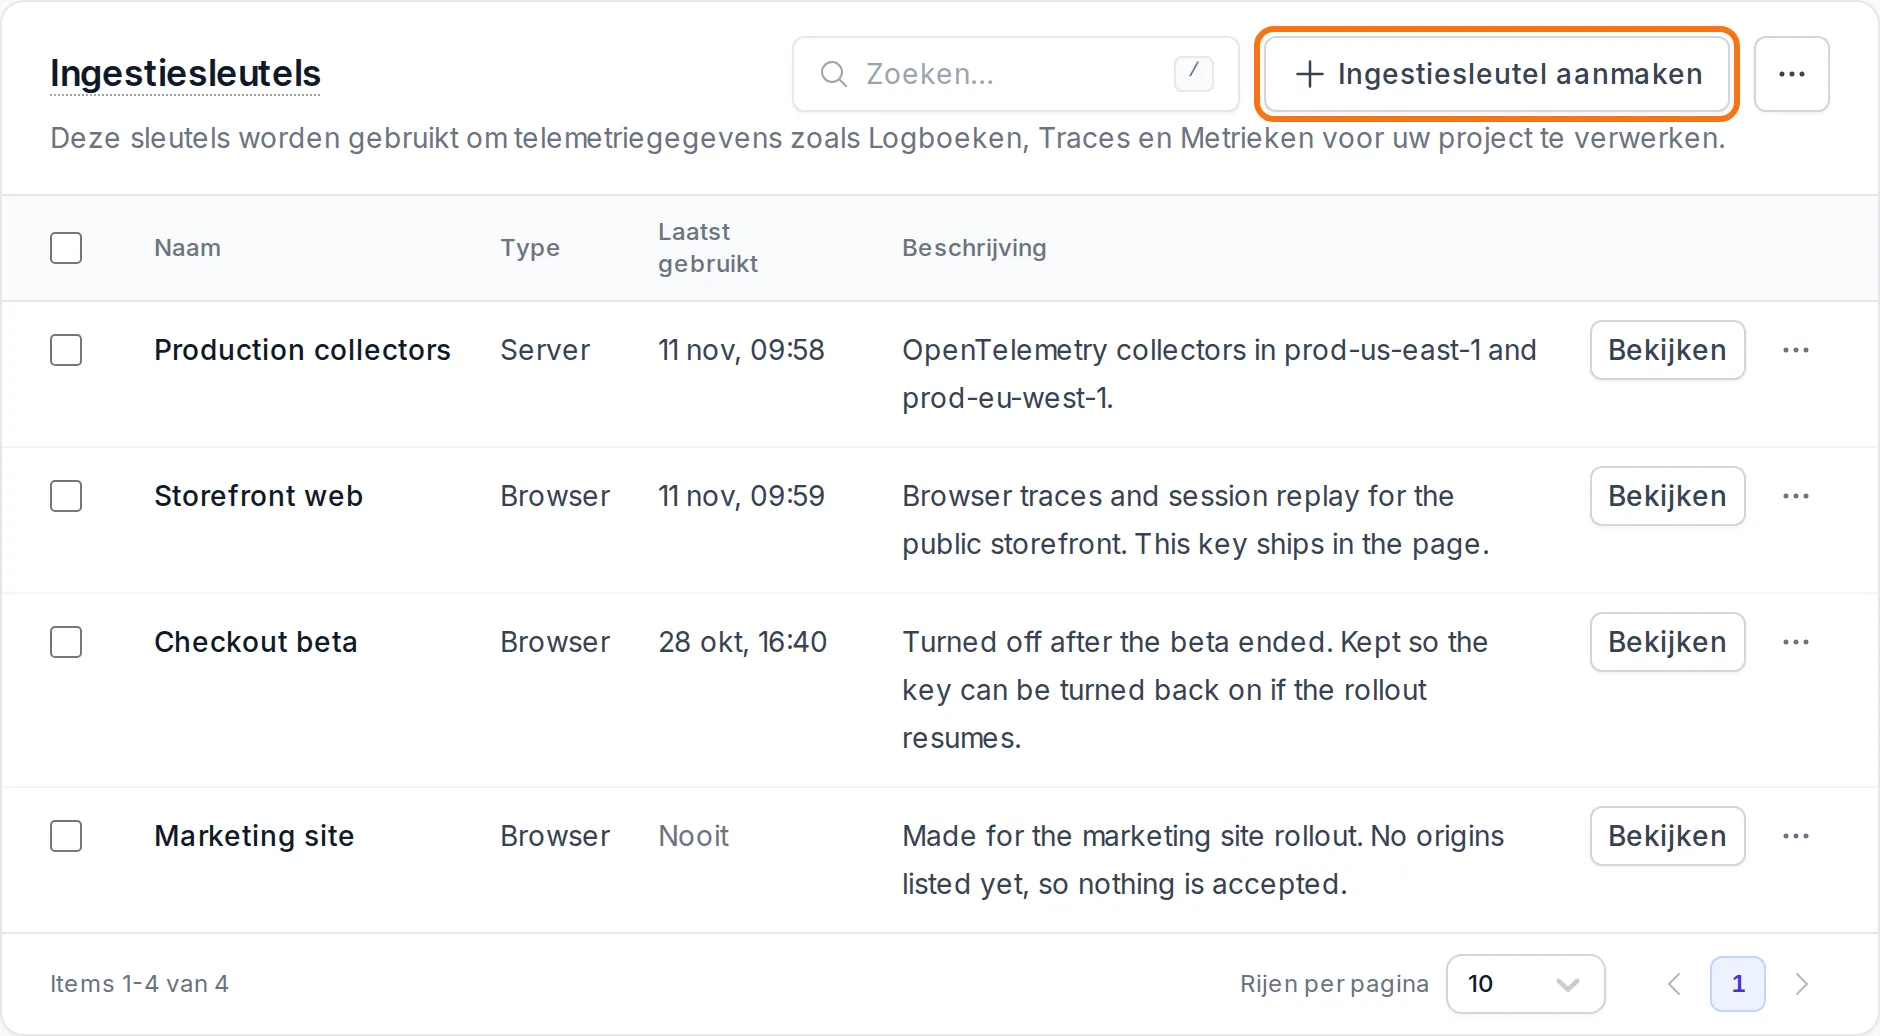 Ingestiesleutels
Zoeken...
/
Ingestiesleutel aanmaken
Deze sleutels worden gebruikt om telemetriegegevens zoals Logboeken, Traces en Metrieken voor uw project te verwerken.
Naam
Type
Laatst
gebruikt
Beschrijving
Production collectors
Server
11 nov, 09:58
OpenTelemetry collectors in prod-us-east-1 and
prod-eu-west-1.
Bekijken
Storefront web
Browser
11 nov, 09:59
Browser traces and session replay for the
public storefront. This key ships in the page.
Bekijken
Checkout beta
Browser
28 okt, 16:40
Turned off after the beta ended. Kept so the
key can be turned back on if the rollout
resumes.
Bekijken
Marketing site
Browser
Nooit
Made for the marketing site rollout. No origins
listed yet, so nothing is accepted.
Bekijken
Items 1-4 van 4
Rijen per pagina
10
1